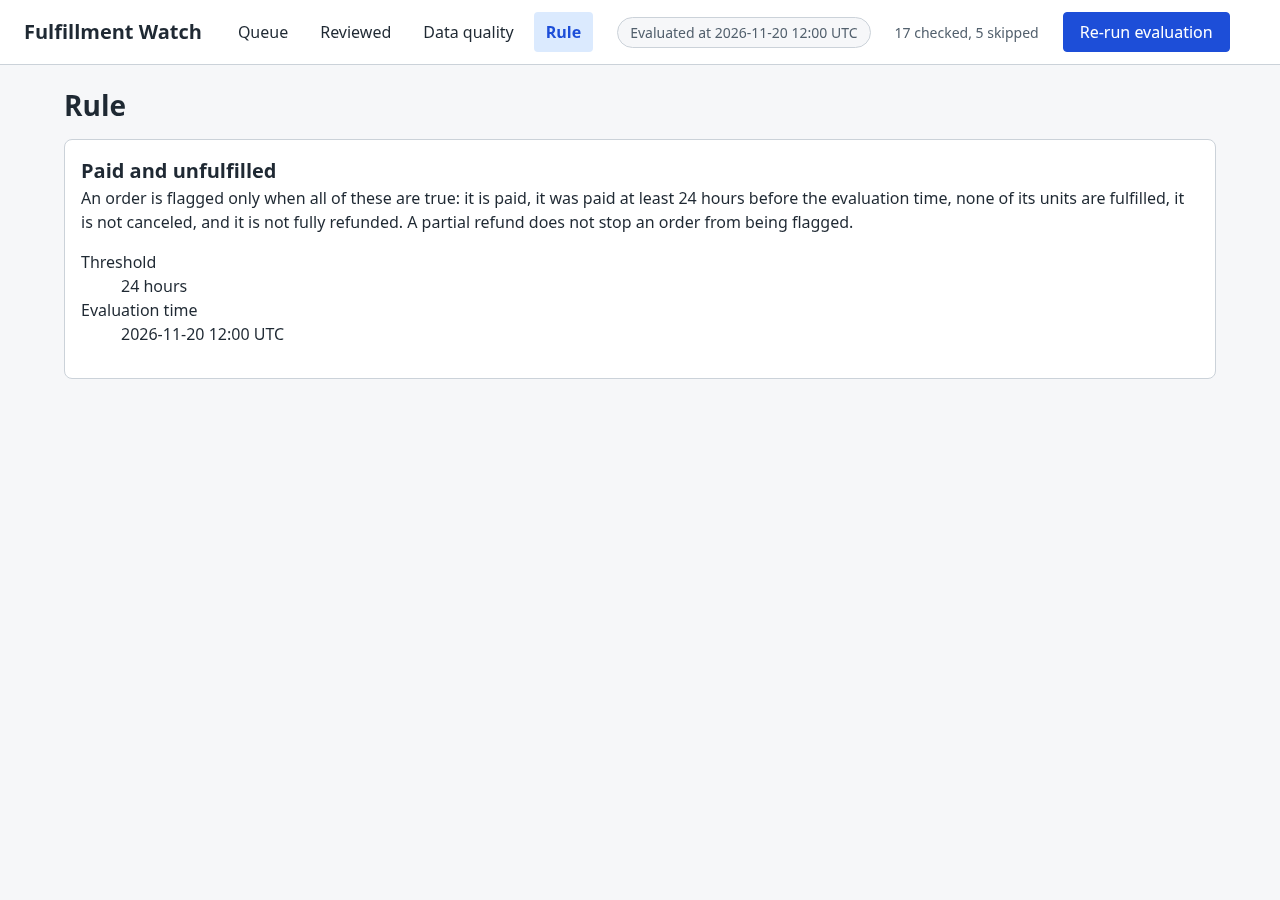 Fulfillment Watch
Queue
Reviewed
Data quality
Rule
Evaluated at 2026-11-20 12:00 UTC
17 checked, 5 skipped
Re-run evaluation
Rule
Paid and unfulfilled
An order is flagged only when all of these are true: it is paid, it was paid at least 24 hours before the evaluation time, none of its units are fulfilled, it
is not canceled, and it is not fully refunded. A partial refund does not stop an order from being flagged.
Threshold
24 hours
Evaluation time
2026-11-20 12:00 UTC